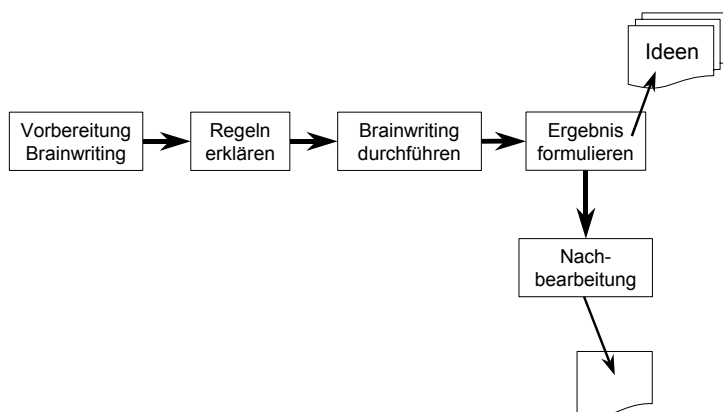 Ideen
Vorbereitung
Brainwriting
Regeln
erklären
Brainwriting
durchführen
Ergebnis
formulieren
Nach-
bearbeitung